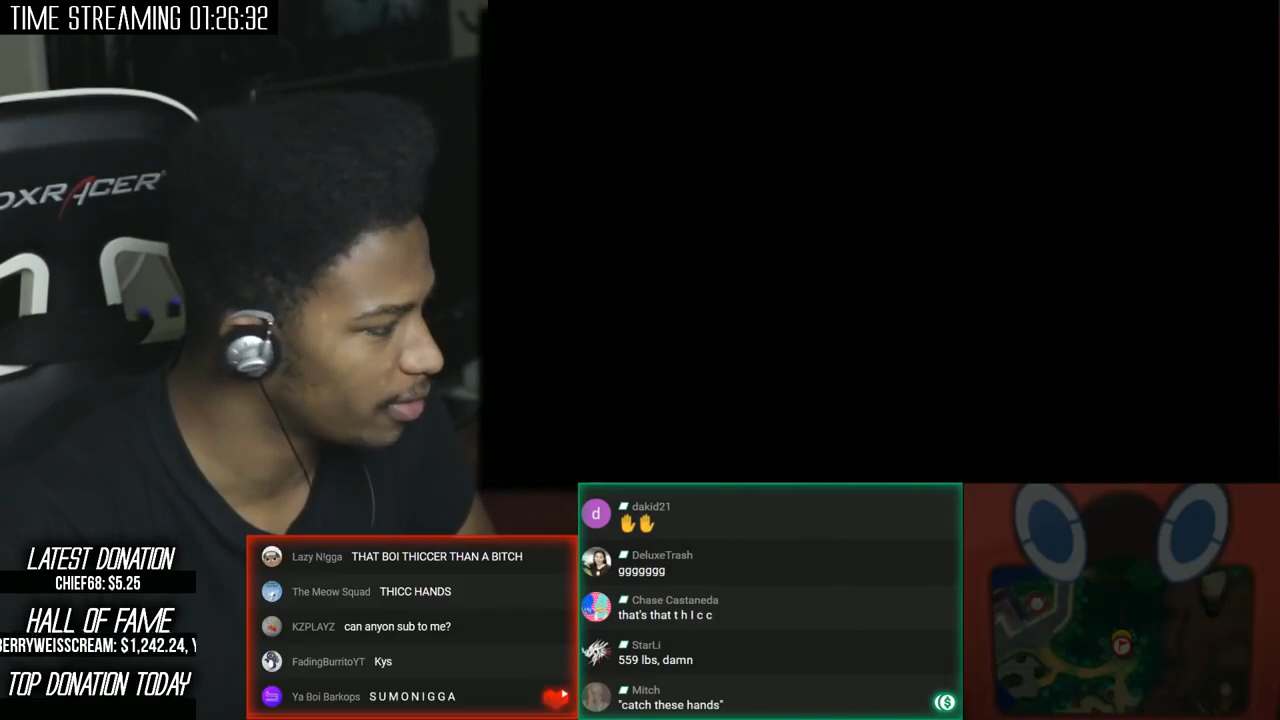 TIME STREAMING 01:26:32
DXRACER
LATEST DONATION
CHIEF68: $5.25
HALL OF FAME
BERRYWEISSCREAM: $1,242.24, Y
TOP DONATION TODAY
Lazy N!gga THAT BOI THICCER THAN A BITCH
The Meow Squad THICC HANDS
KZPLAYZ can anyon sub to me?
FadingBurritoYT Kys
Ya Boi Barkops S U M O N I G G A
d
dakid21
✋✋
DeluxeTrash
ggggggg
Chase Castaneda
that's that t h I c c
StarLi
559 lbs, damn
Mitch
"catch these hands"